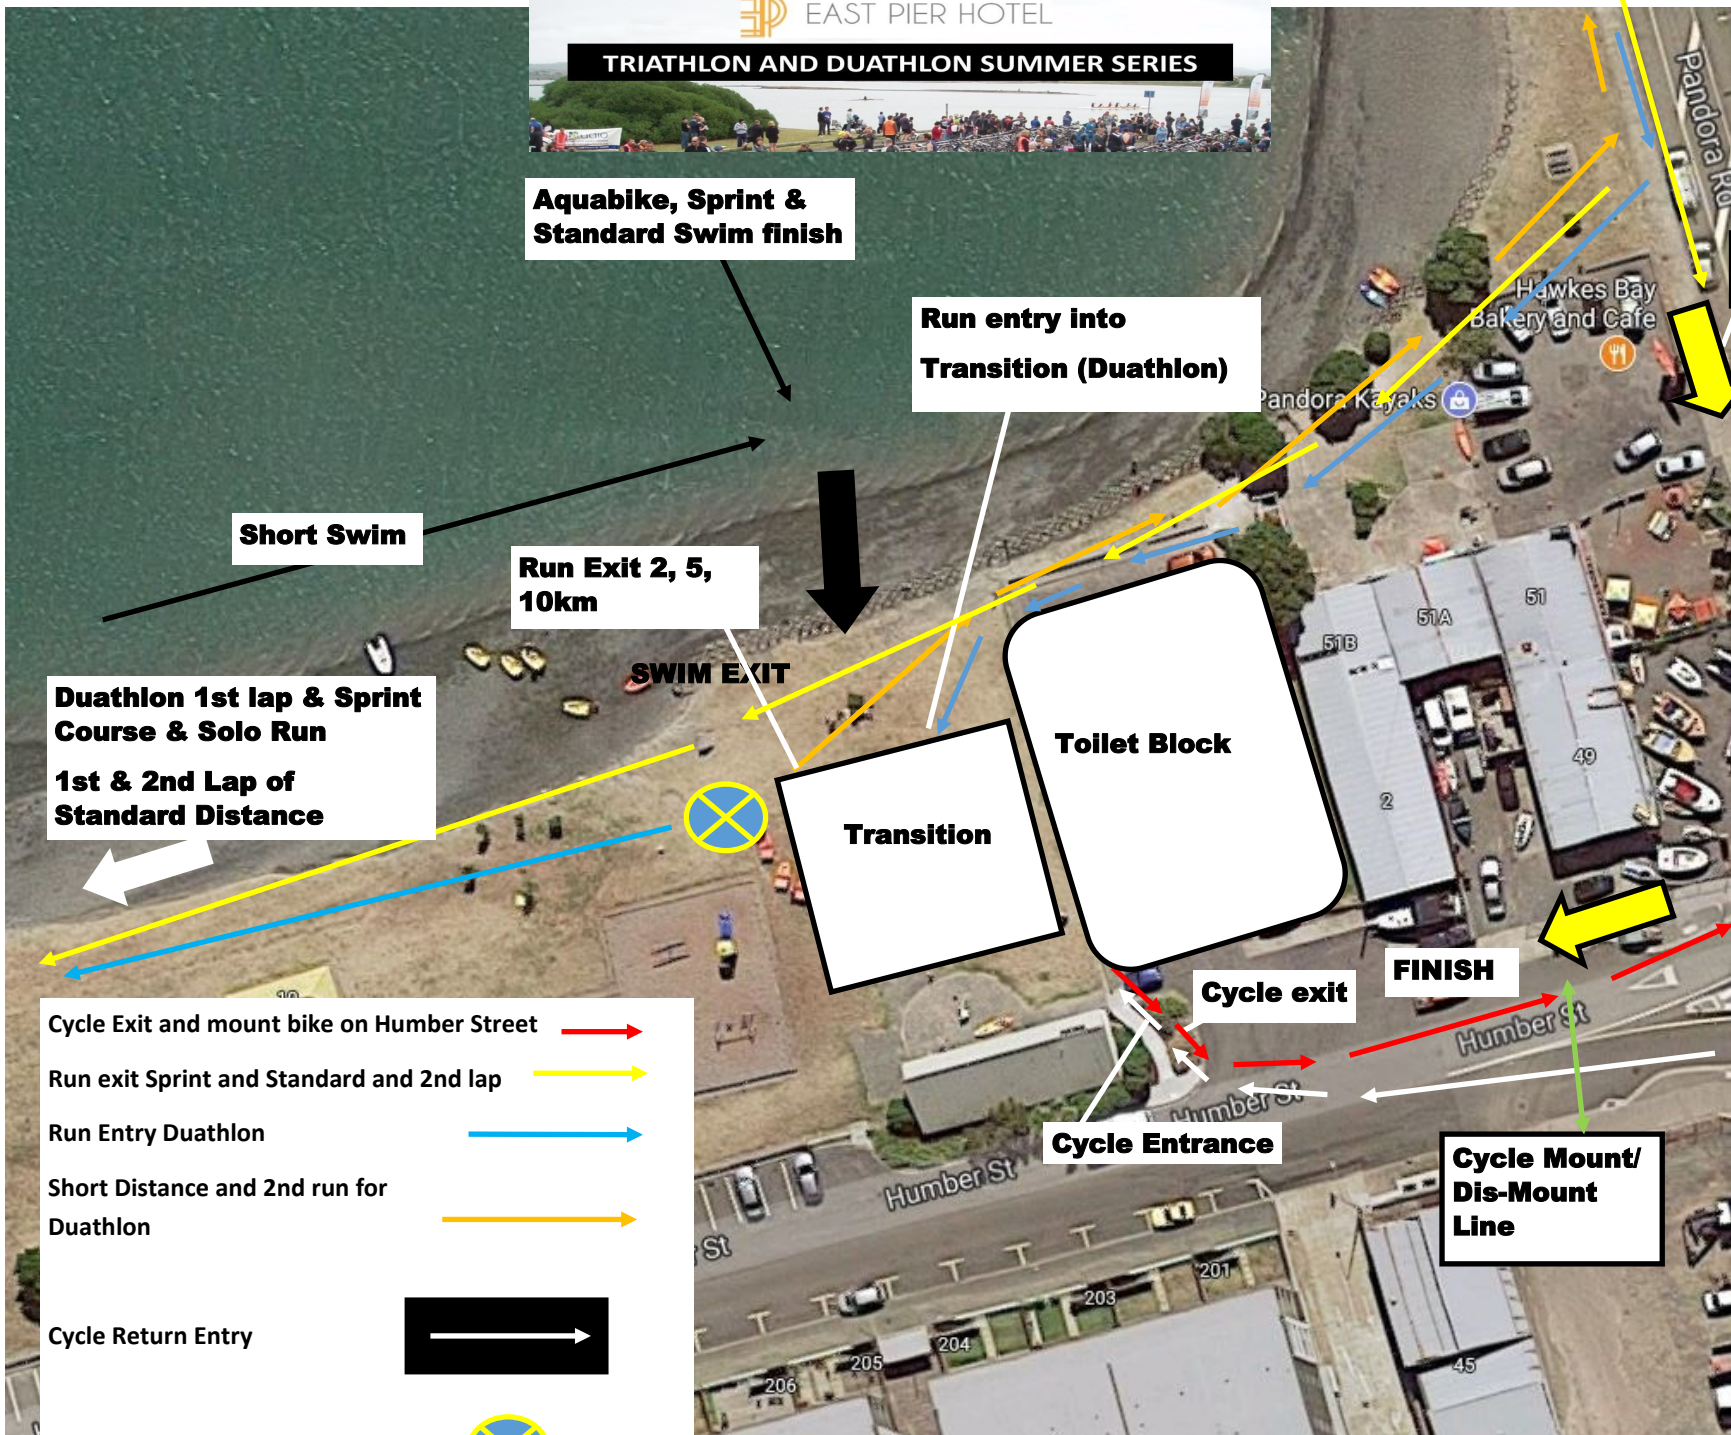 EAST PIER HOTEL
TRIATHLON AND DUATHLON SUMMER SERIES
Pandora Rd
Aquabike, Sprint &
Standard Swim finish
Run entry into
Transition (Duathlon)
Hawkes Bay
Bakery and Cafe
Pandora Kayaks
Short Swim
Run Exit 2, 5,
10km
SWIM EXIT
51
51A
51B
Duathlon 1st lap & Sprint
Course & Solo Run
1st & 2nd Lap of
Standard Distance
Toilet Block
49
2
Transition
FINISH
Cycle exit
Humber St
Humber St
Cycle Entrance
Cycle Mount/
Dis-Mount
Line
Humber St
St
201
203
204
205
206
45
Cycle Exit and mount bike on Humber Street
Run exit Sprint and Standard and 2nd lap
Run Entry Duathlon
Short Distance and 2nd run for
Duathlon
Cycle Return Entry